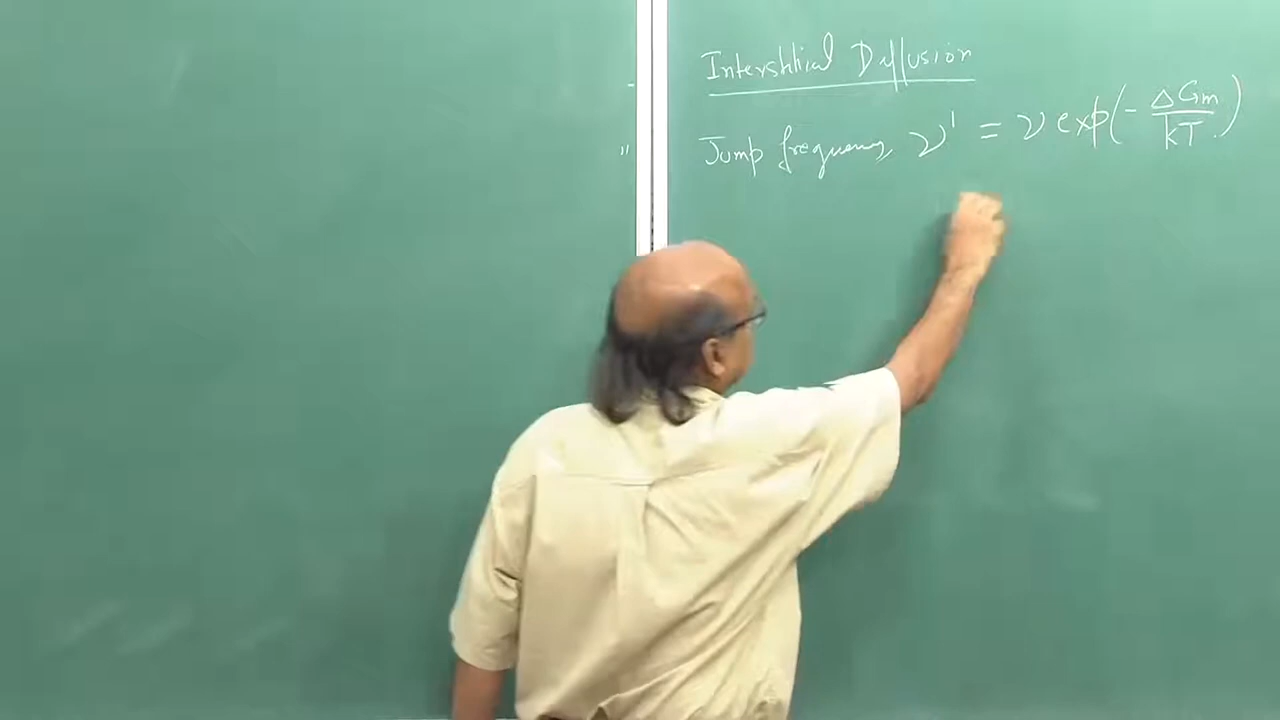 Interstitial Diffusion
Jump frequency, ν' = ν exp(- ΔGm / kT)